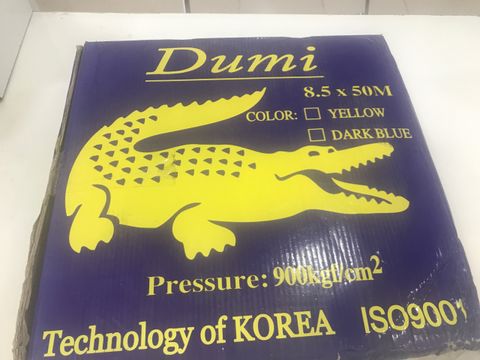 Dumi
8.5 x 50M
COLOR: YELLOW
DARK BLUE
Pressure: 900kgf/cm²
Technology of KOREA ISO9001